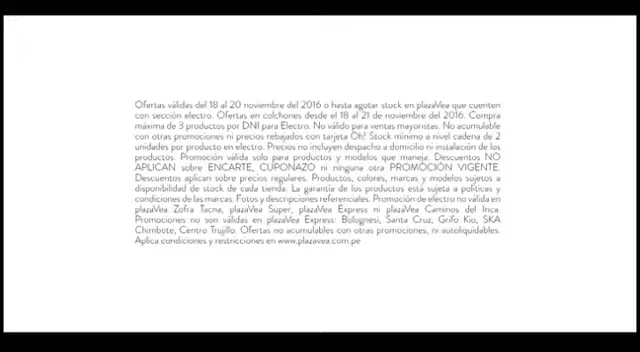 Ofertas válidas del 18 al 20 noviembre del 2016 o hasta agotar stock en plazaVea que cuenten
con sección electro. Ofertas en colchones desde el 18 al 21 de noviembre del 2016. Compra
máxima de 3 productos por DNI para Electro. No válido para ventas mayoristas. No acumulable
con otras promociones ni precios rebajados con tarjeta Oh! Stock mínimo a nivel cadena de 2
unidades por producto en electro. Precios no incluyen despacho a domicilio ni instalación de los
productos. Promoción válida solo para productos y modelos que maneja. Descuentos NO
APLICAN sobre ENCARTE, CUPONAZO ni ninguna otra PROMOCIÓN VIGENTE.
Descuentos aplican sobre precios regulares. Productos, colores, marcas y modelos sujetos a
disponibilidad de stock de cada tienda. La garantía de los productos está sujeta a políticas y
condiciones de las marcas. Fotos y descripciones referenciales. Promoción de electro no válida en
plazaVea Zofra Tacna, plazaVea Super, plazaVea Express ni plazaVea Caminos del Inca.
Promociones no son válidas en plazaVea Express: Bolognesi, Santa Cruz, Grifo Kio, SKA
Chimbote, Centro Trujillo. Ofertas no acumulables con otras promociones, ni autoliquidables.
Aplica condiciones y restricciones en www.plazavea.com.pe